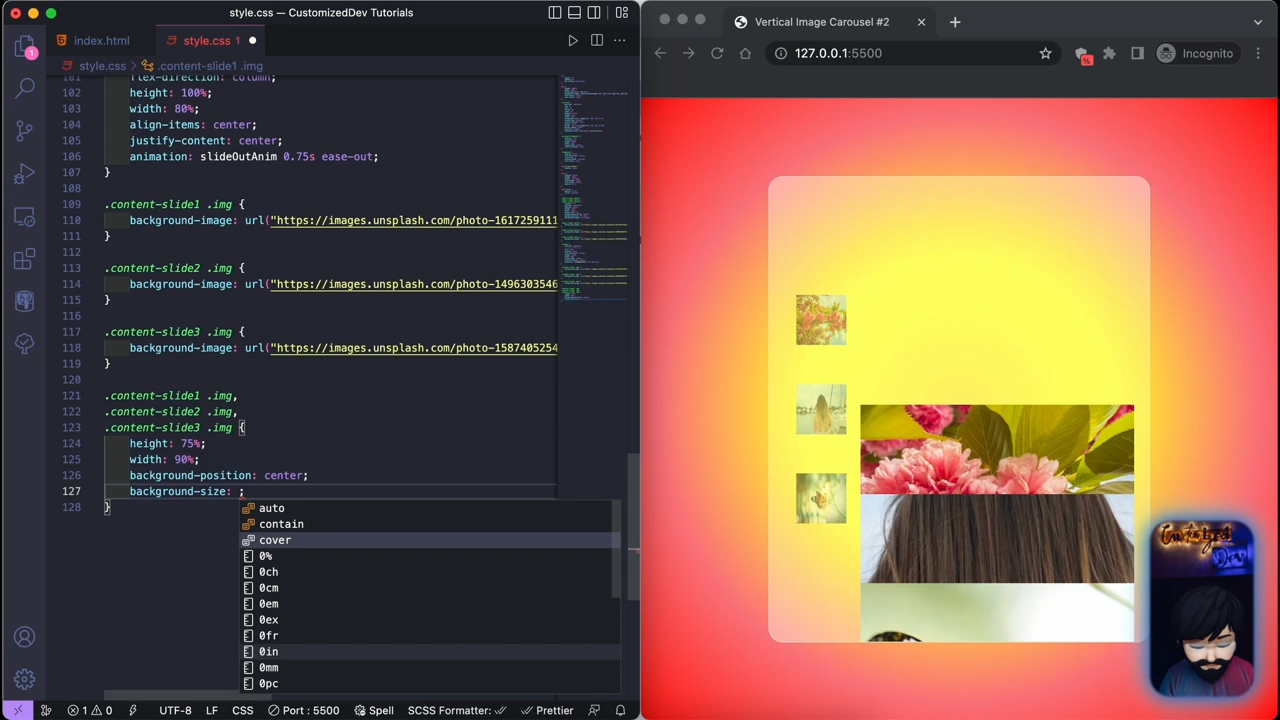 style.css — CustomizedDev Tutorials
index.html
style.css 1
style.css > .content-slide1 .img
101 flex-direction: column;
102 height: 100%;
103 width: 80%;
104 align-items: center;
105 justify-content: center;
106 animation: slideOutAnim 0.75s ease-out;
107 }
108
109 .content-slide1 .img {
110 background-image: url("https://images.unsplash.com/photo-1617259111
111 }
112
113 .content-slide2 .img {
114 background-image: url("https://images.unsplash.com/photo-1496303546
115 }
116
117 .content-slide3 .img {
118 background-image: url("https://images.unsplash.com/photo-1587405254
119 }
120
121 .content-slide1 .img,
122 .content-slide2 .img,
123 .content-slide3 .img {
124 height: 75%;
125 width: 90%;
126 background-position: center;
127 background-size: ;
128 }
auto
contain
cover
0%
0ch
0cm
0em
0ex
0fr
0in
0mm
0pc
1
1 0 UTF-8 LF CSS Port : 5500 Spell SCSS Formatter: Prettier
Vertical Image Carousel #2
127.0.0.1:5500
Incognito
Customized
Dev